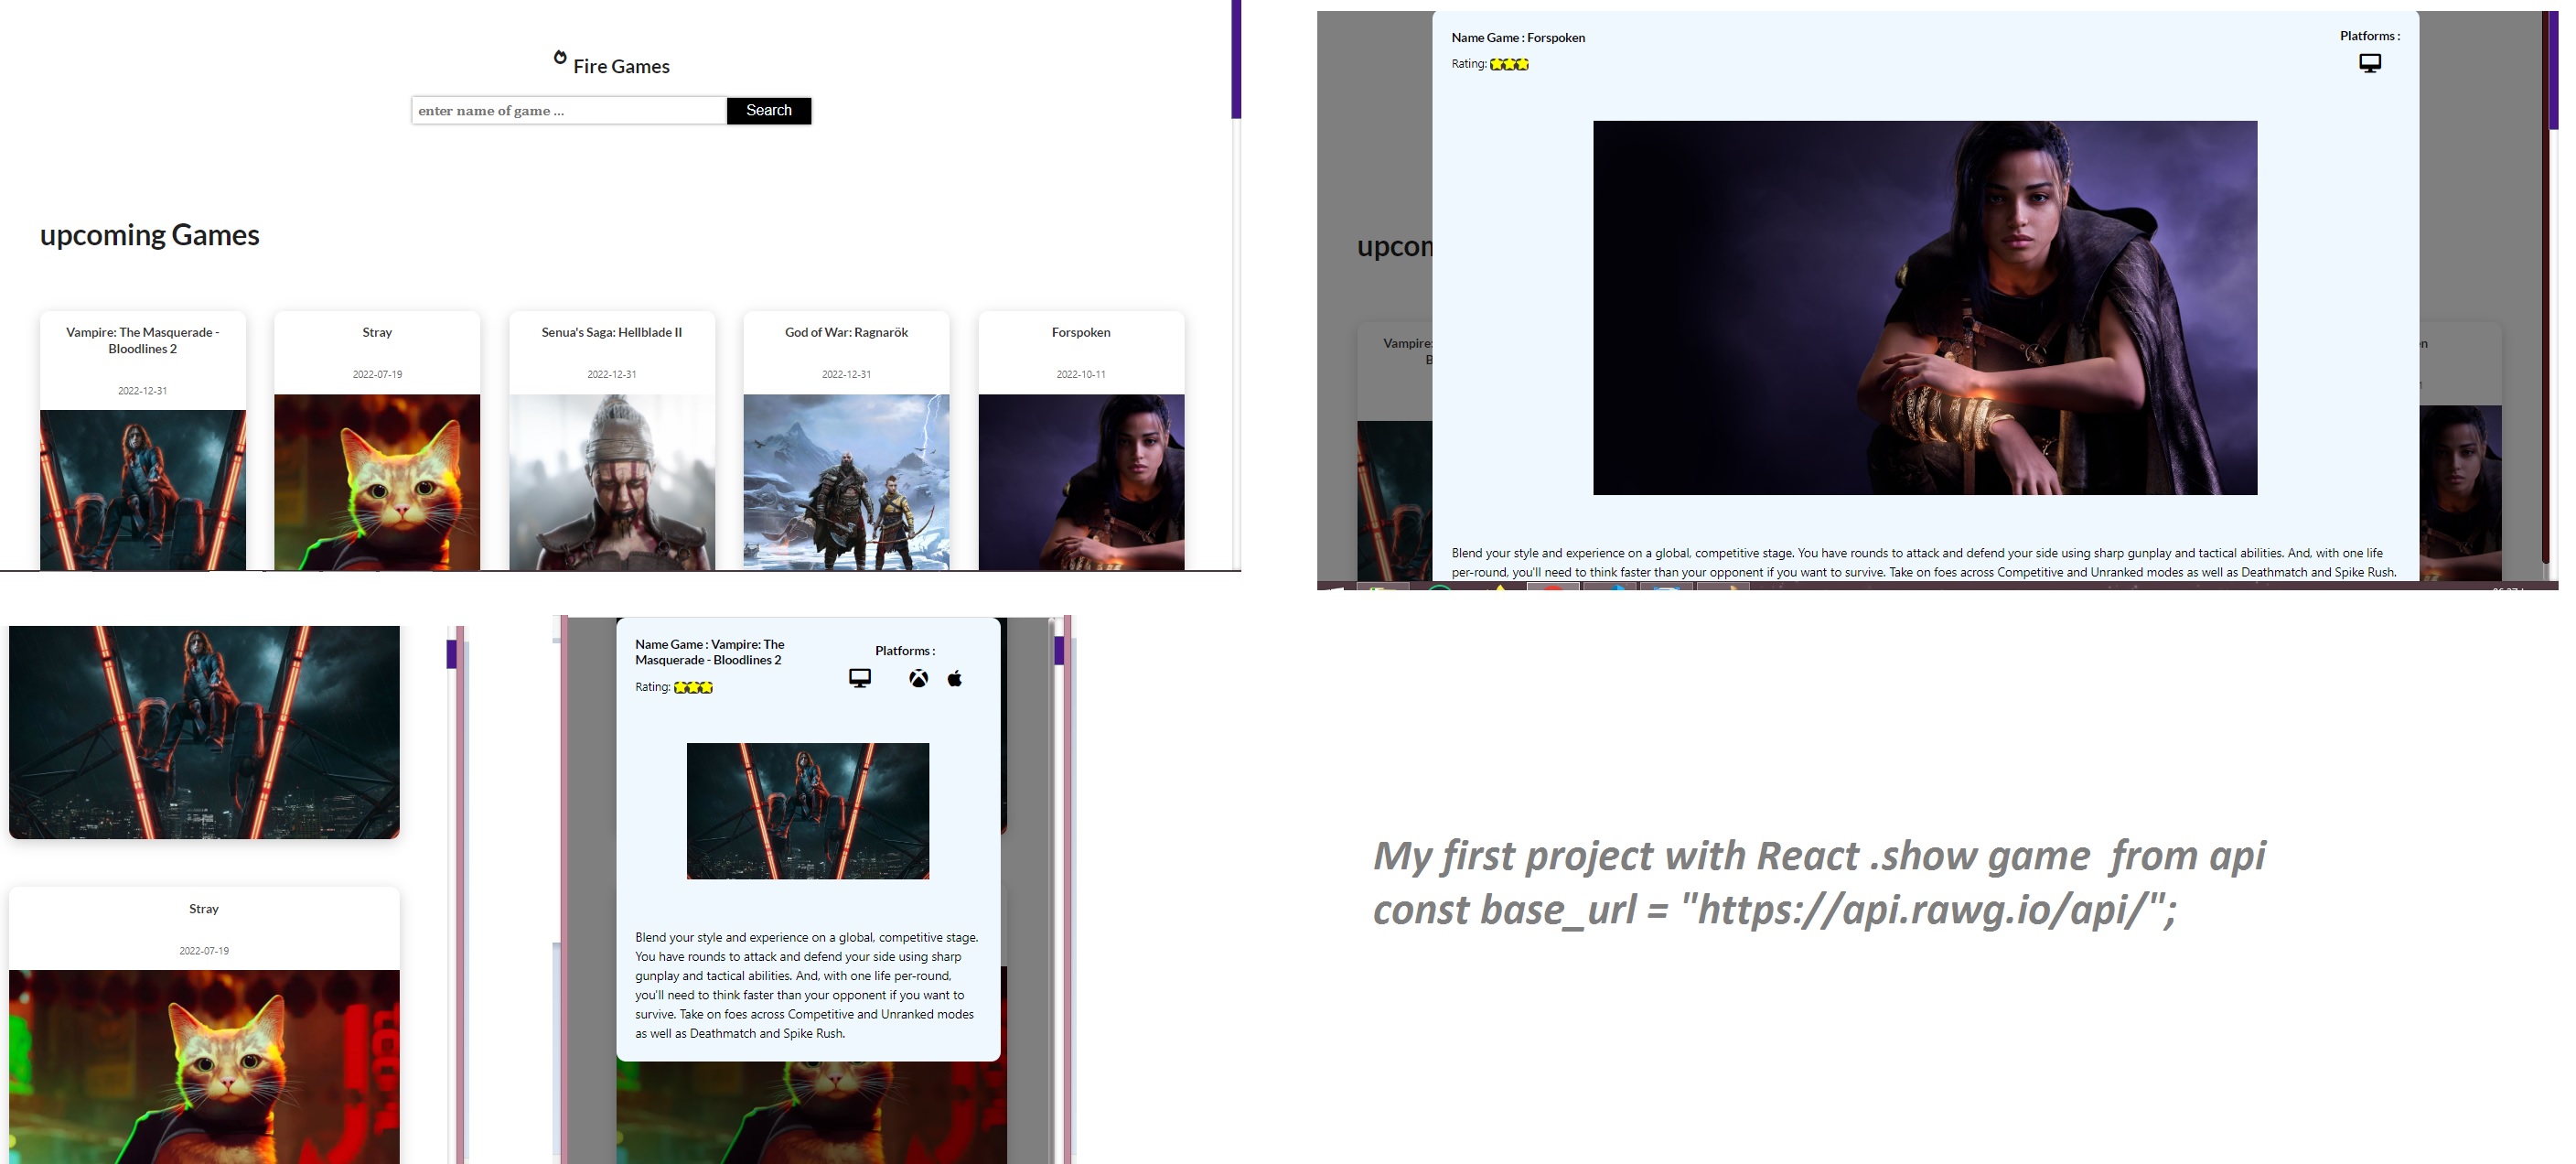 Fire Games
enter name of game ...
Search
upcoming Games
Vampire: The Masquerade -
Bloodlines 2
2022-12-31
Stray
2022-07-19
Senua's Saga: Hellblade II
2022-12-31
God of War: Ragnarök
2022-12-31
Forspoken
2022-10-11
Name Game : Forspoken
Rating:
Platforms :
upcom
Vampire:
B
en
1
Blend your style and experience on a global, competitive stage. You have rounds to attack and defend your side using sharp gunplay and tactical abilities. And, with one life
per-round, you'll need to think faster than your opponent if you want to survive. Take on foes across Competitive and Unranked modes as well as Deathmatch and Spike Rush.
Stray
2022-07-19
Name Game : Vampire: The
Masquerade - Bloodlines 2
Rating:
Platforms :
Blend your style and experience on a global, competitive stage.
You have rounds to attack and defend your side using sharp
gunplay and tactical abilities. And, with one life per-round,
you'll need to think faster than your opponent if you want to
survive. Take on foes across Competitive and Unranked modes
as well as Deathmatch and Spike Rush.
My first project with React .show game  from api
const base_url = "https://api.rawg.io/api/";